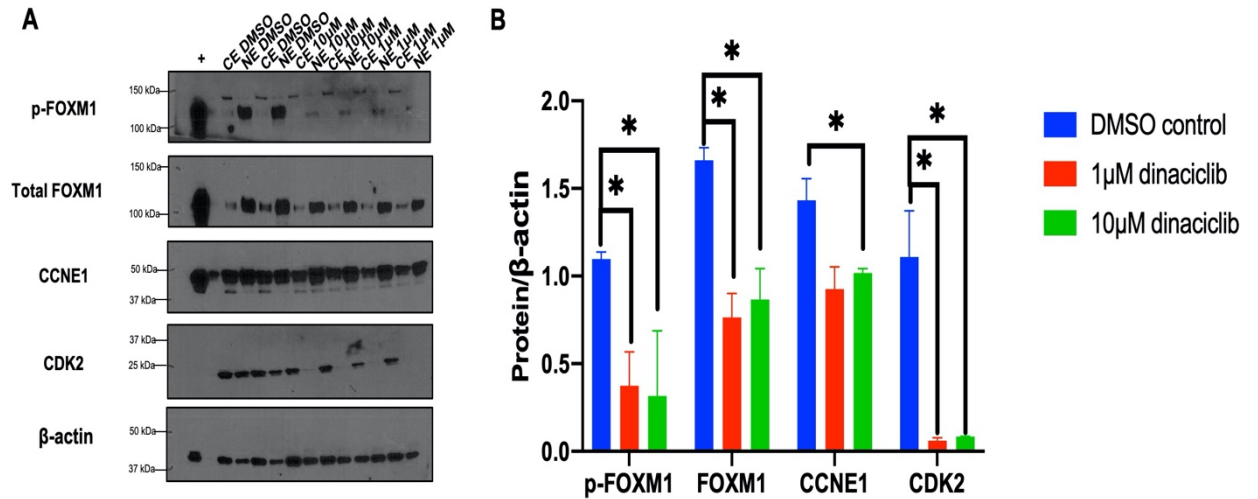 A
+
CE DMSO
NE DMSO
CE DMSO
NE DMSO
CE 10μM
NE 10μM
CE 10μM
NE 10μM
CE 1μM
NE 1μM
CE 1μM
NE 1μM
p-FOXM1
150 kDa
100 kDa
Total FOXM1
150 kDa
100 kDa
CCNE1
50 kDa
37 kDa
CDK2
37 kDa
25 kDa
β-actin
50 kDa
37 kDa
B
Protein/β-actin
2.0
1.5
1.0
0.5
0.0
*
*
*
*
*
*
*
p-FOXM1 FOXM1 CCNE1 CDK2
DMSO control
1μM dinaciclib
10μM dinaciclib